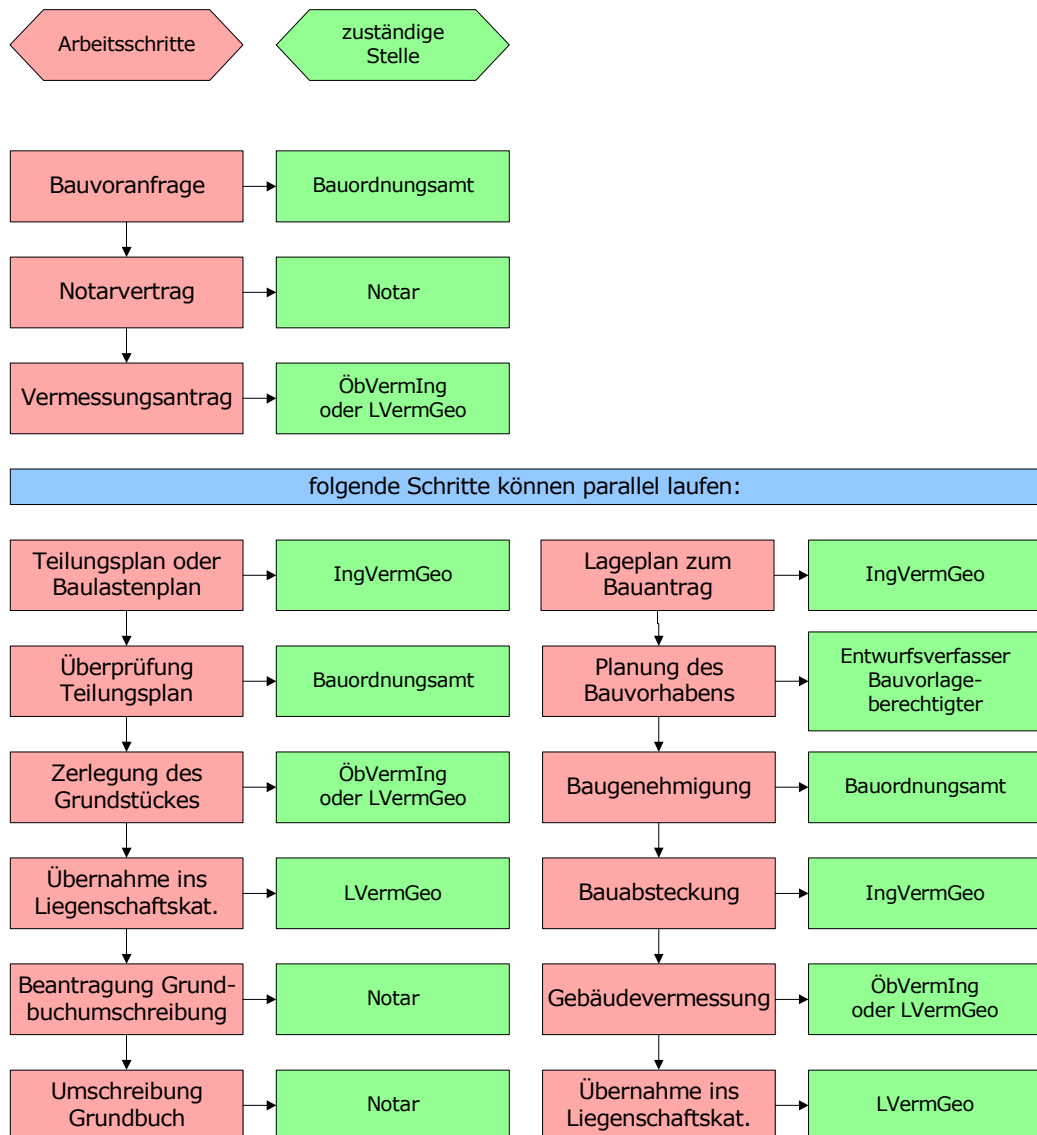 Arbeitsschritte
zuständige
Stelle
Bauvoranfrage
Bauordnungsamt
Notarvertrag
Notar
Vermessungsantrag
ÖbVermIng
oder LVermGeo
folgende Schritte können parallel laufen:
Teilungsplan oder
Baulastenplan
IngVermGeo
Überprüfung
Teilungsplan
Bauordnungsamt
Zerlegung des
Grundstückes
ÖbVermIng
oder LVermGeo
Übernahme ins
Liegenschaftskat.
LVermGeo
Beantragung Grund-
buchumschreibung
Notar
Umschreibung
Grundbuch
Notar
Lageplan zum
Bauantrag
IngVermGeo
Planung des
Bauvorhabens
Entwurfsverfasser
Bauvorlage-
berechtigter
Baugenehmigung
Bauordnungsamt
Bauabsteckung
IngVermGeo
Gebäudevermessung
ÖbVermIng
oder LVermGeo
Übernahme ins
Liegenschaftskat.
LVermGeo